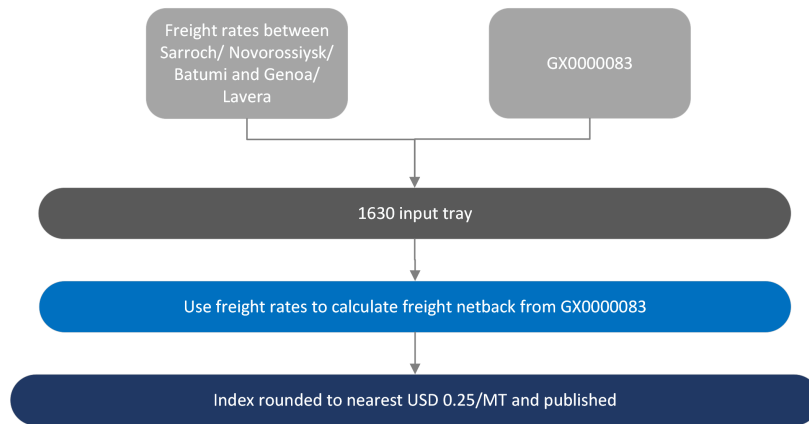 Freight rates between
Sarroch/ Novorossiysk/
Batumi and Genoa/
Lavera
GX0000083
1630 input tray
Use freight rates to calculate freight netback from GX0000083
Index rounded to nearest USD 0.25/MT and published